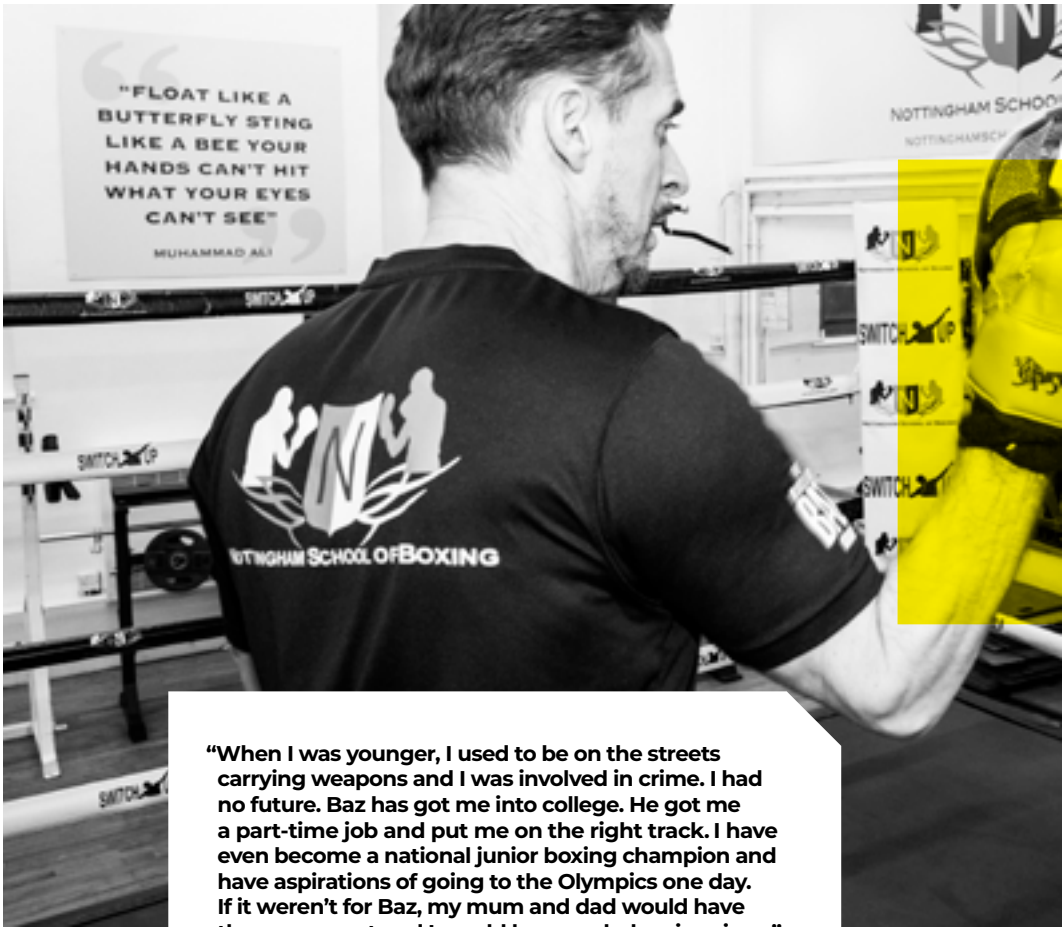 "FLOAT LIKE A
BUTTERFLY STING
LIKE A BEE YOUR
HANDS CAN'T HIT
WHAT YOUR EYES
CAN'T SEE"
MUHAMMAD ALI
N
NOTTINGHAM SCHOO
NOTTINGHAMSCH
SWITCH UP
SWITCH UP
SWITCH UP
SWITCH
SWITCH
N
NOTTINGHAM SCHOOL OF BOXING
“When I was younger, I used to be on the streets
carrying weapons and I was involved in crime. I had
no future. Baz has got me into college. He got me
a part-time job and put me on the right track. I have
even become a national junior boxing champion and
have aspirations of going to the Olympics one day.
If it weren’t for Baz, my mum and dad would have